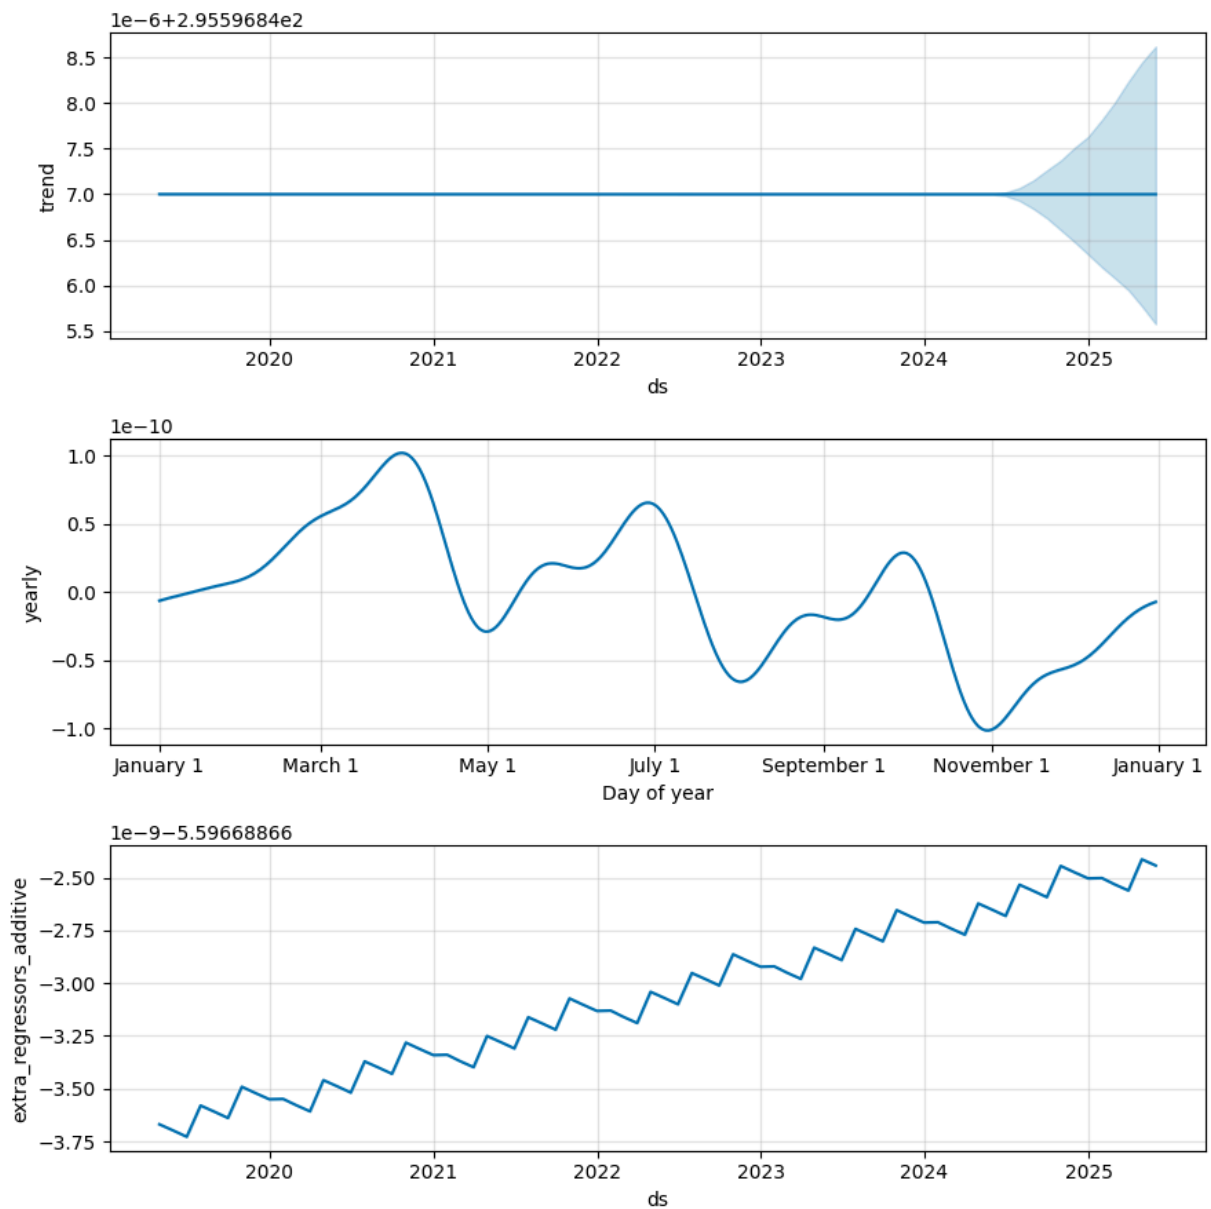 1e−6+2.9559684e2
8.5
8.0
7.5
7.0
6.5
6.0
5.5
trend
2020 2021 2022 2023 2024 2025
ds
1e−10
1.0
0.5
0.0
−0.5
−1.0
yearly
January 1 March 1 May 1 July 1 September 1 November 1 January 1
Day of year
1e−9−5.59668866
−2.50
−2.75
−3.00
−3.25
−3.50
−3.75
extra_regressors_additive
2020 2021 2022 2023 2024 2025
ds